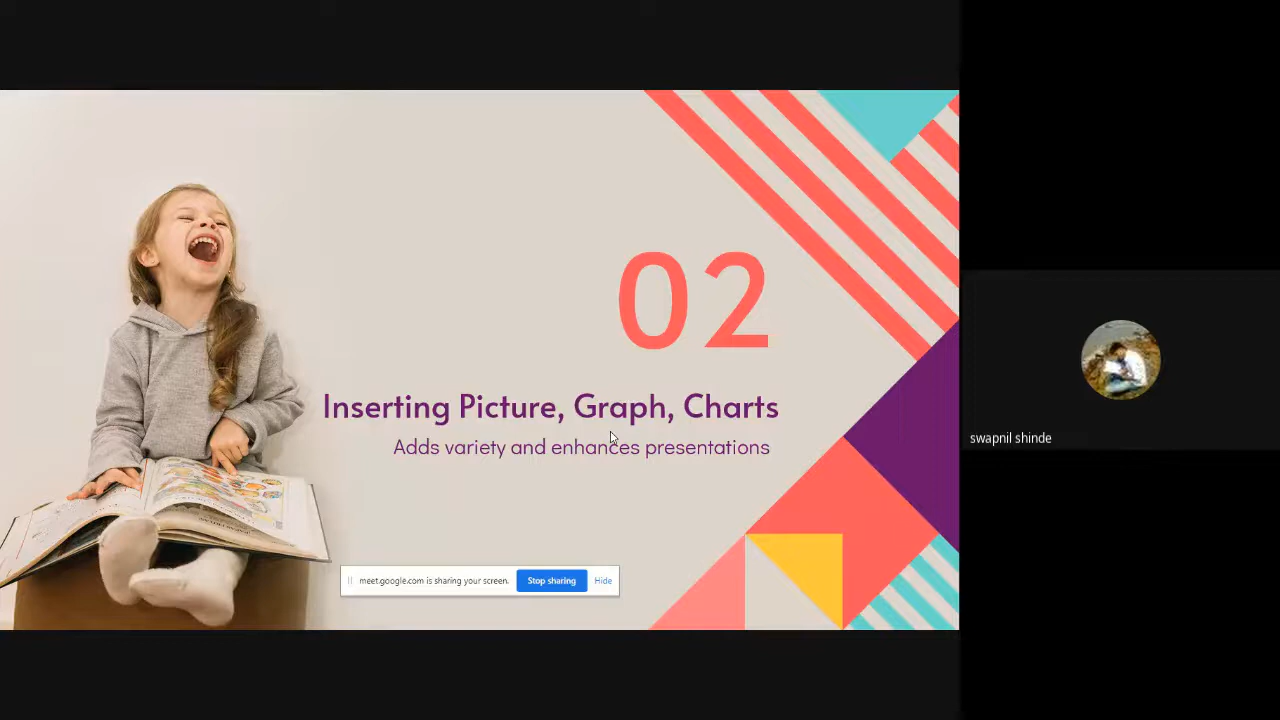 02
Inserting Picture, Graph, Charts
Adds variety and enhances presentations
meet.google.com is sharing your screen. Stop sharing Hide
swapnil shinde